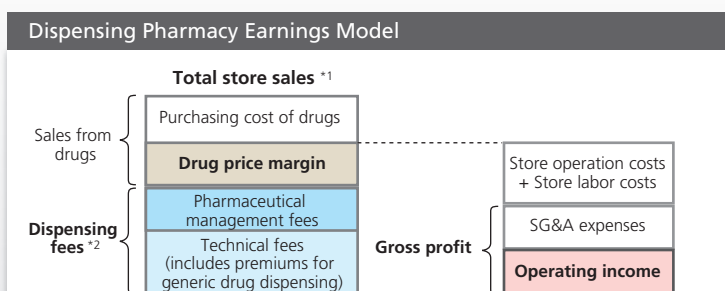 Dispensing Pharmacy Earnings Model
Total store sales *1
Sales from
drugs
Purchasing cost of drugs
Drug price margin
Dispensing
fees *2
Pharmaceutical
management fees
Technical fees
(includes premiums for
generic drug dispensing)
Store operation costs
+ Store labor costs
Gross profit
SG&A expenses
Operating income